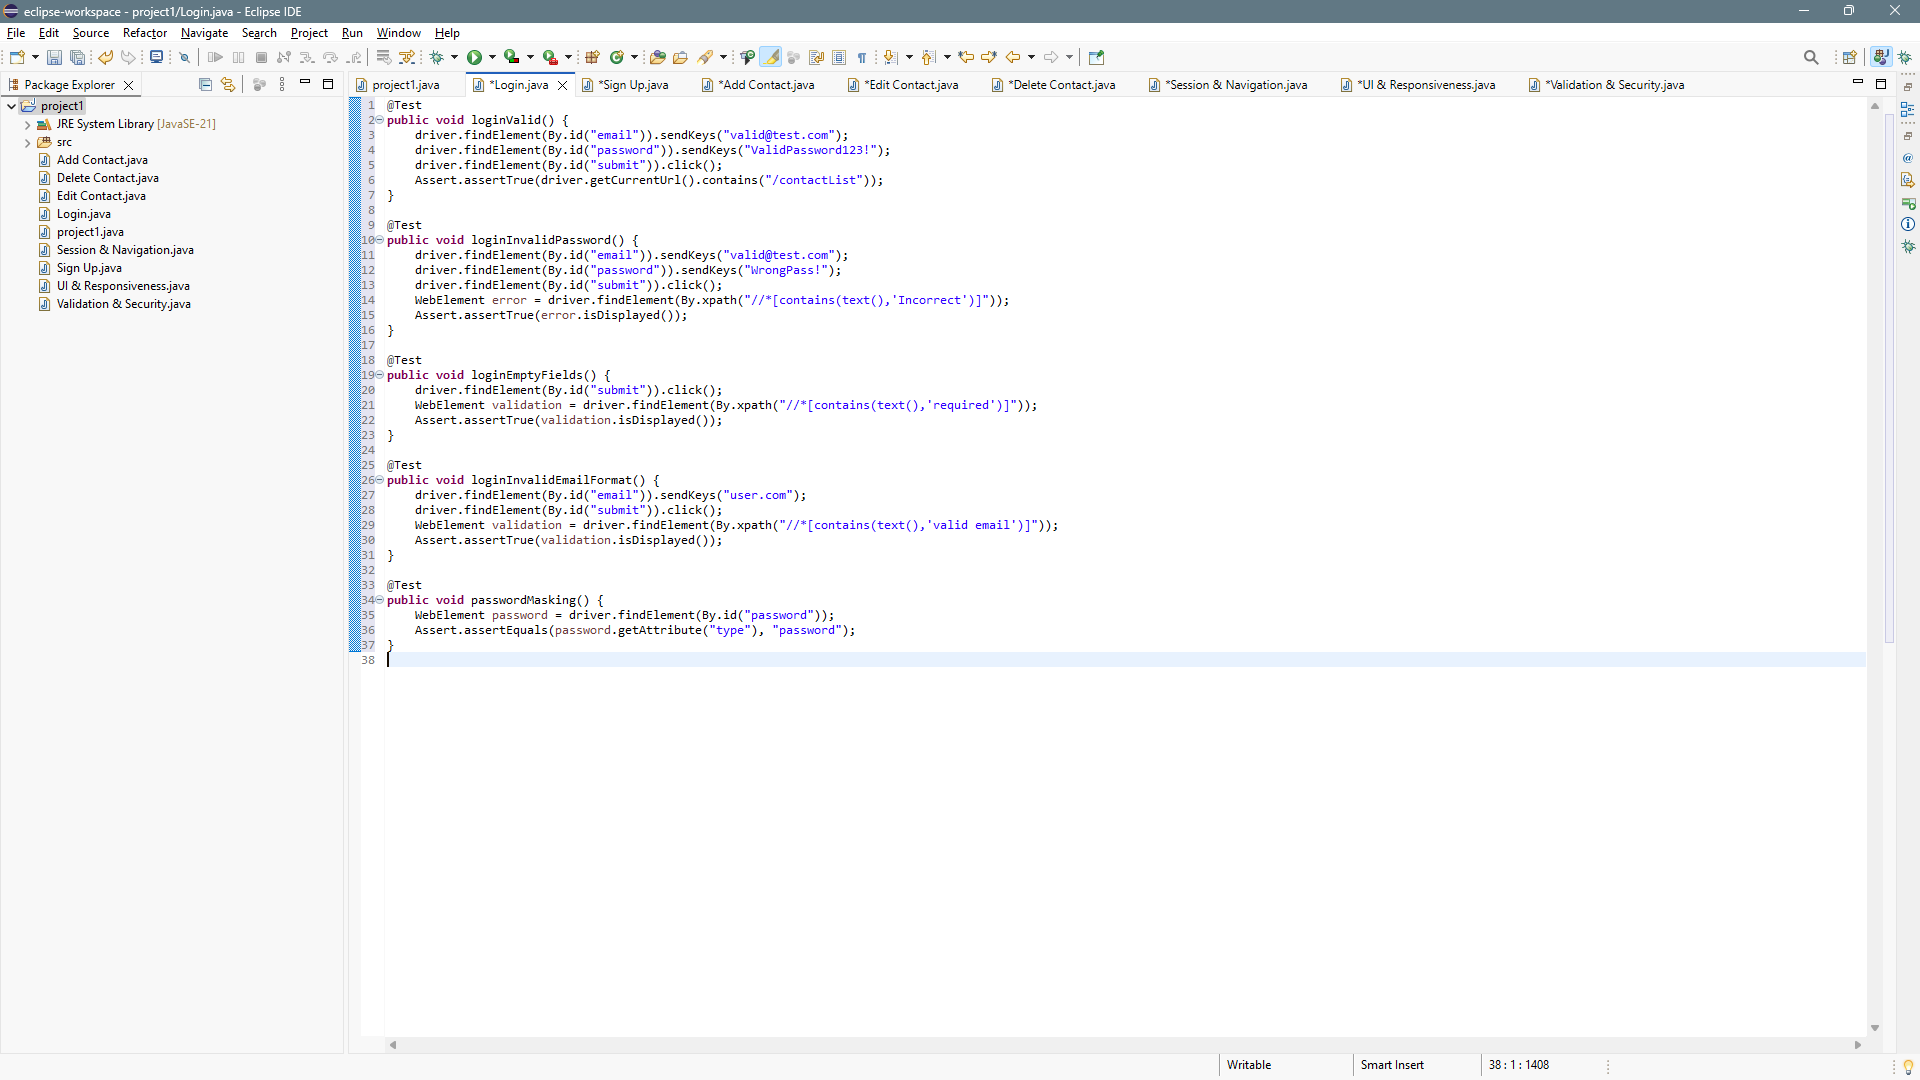 eclipse-workspace - project1/Login.java - Eclipse IDE
File Edit Source Refactor Navigate Search Project Run Window Help
Package Explorer
project1.java *Login.java *Sign Up.java *Add Contact.java *Edit Contact.java *Delete Contact.java *Session & Navigation.java *UI & Responsiveness.java *Validation & Security.java
project1
JRE System Library [JavaSE-21]
src
Add Contact.java
Delete Contact.java
Edit Contact.java
Login.java
project1.java
Session & Navigation.java
Sign Up.java
UI & Responsiveness.java
Validation & Security.java
1 @Test
2 public void loginValid() {
3 driver.findElement(By.id("email")).sendKeys("valid@test.com");
4 driver.findElement(By.id("password")).sendKeys("ValidPassword123!");
5 driver.findElement(By.id("submit")).click();
6 Assert.assertTrue(driver.getCurrentUrl().contains("/contactList"));
7 }
8
9 @Test
10 public void loginInvalidPassword() {
11 driver.findElement(By.id("email")).sendKeys("valid@test.com");
12 driver.findElement(By.id("password")).sendKeys("WrongPass!");
13 driver.findElement(By.id("submit")).click();
14 WebElement error = driver.findElement(By.xpath("//*[contains(text(),'Incorrect')]"));
15 Assert.assertTrue(error.isDisplayed());
16 }
17
18 @Test
19 public void loginEmptyFields() {
20 driver.findElement(By.id("submit")).click();
21 WebElement validation = driver.findElement(By.xpath("//*[contains(text(),'required')]"));
22 Assert.assertTrue(validation.isDisplayed());
23 }
24
25 @Test
26 public void loginInvalidEmailFormat() {
27 driver.findElement(By.id("email")).sendKeys("user.com");
28 driver.findElement(By.id("submit")).click();
29 WebElement validation = driver.findElement(By.xpath("//*[contains(text(),'valid email')]"));
30 Assert.assertTrue(validation.isDisplayed());
31 }
32
33 @Test
34 public void passwordMasking() {
35 WebElement password = driver.findElement(By.id("password"));
36 Assert.assertEquals(password.getAttribute("type"), "password");
37 }
38
Writable Smart Insert 38 : 1 : 1408